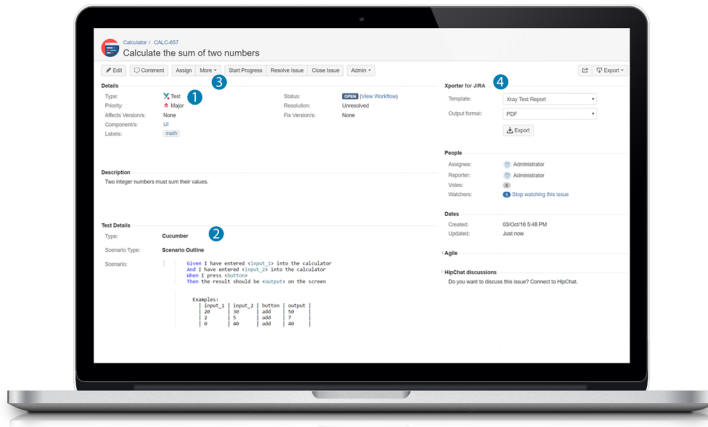 Calculator / CALC-657
Calculate the sum of two numbers
Edit Comment Assign More Start Progress Resolve Issue Close Issue Admin Export
3
Details
Type: Test 1 Status: OPEN (View Workflow)
Priority: Major Resolution: Unresolved
Affects Version/s: None Fix Version/s: None
Component/s: UI
Labels: math
Description
Two integer numbers must sum their values.
Test Details
Type: Cucumber 2
Scenario Type: Scenario Outline
Scenario: Given I have entered <input_1> into the calculator
And I have entered <input_2> into the calculator
When I press <button>
Then the result should be <output> on the screen
Examples:
| input_1 | input_2 | button | output |
| 20 | 30 | add | 50 |
| 2 | 5 | add | 7 |
| 0 | 40 | add | 40 |
Xporter for JIRA 4
Template: Xray Test Report
Output format: PDF
Export
People
Assignee: Administrator
Reporter: Administrator
Votes: 0
Watchers: 1 Stop watching this issue
Dates
Created: 03/Oct/16 5:48 PM
Updated: Just now
Agile
HipChat discussions
Do you want to discuss this issue? Connect to HipChat.